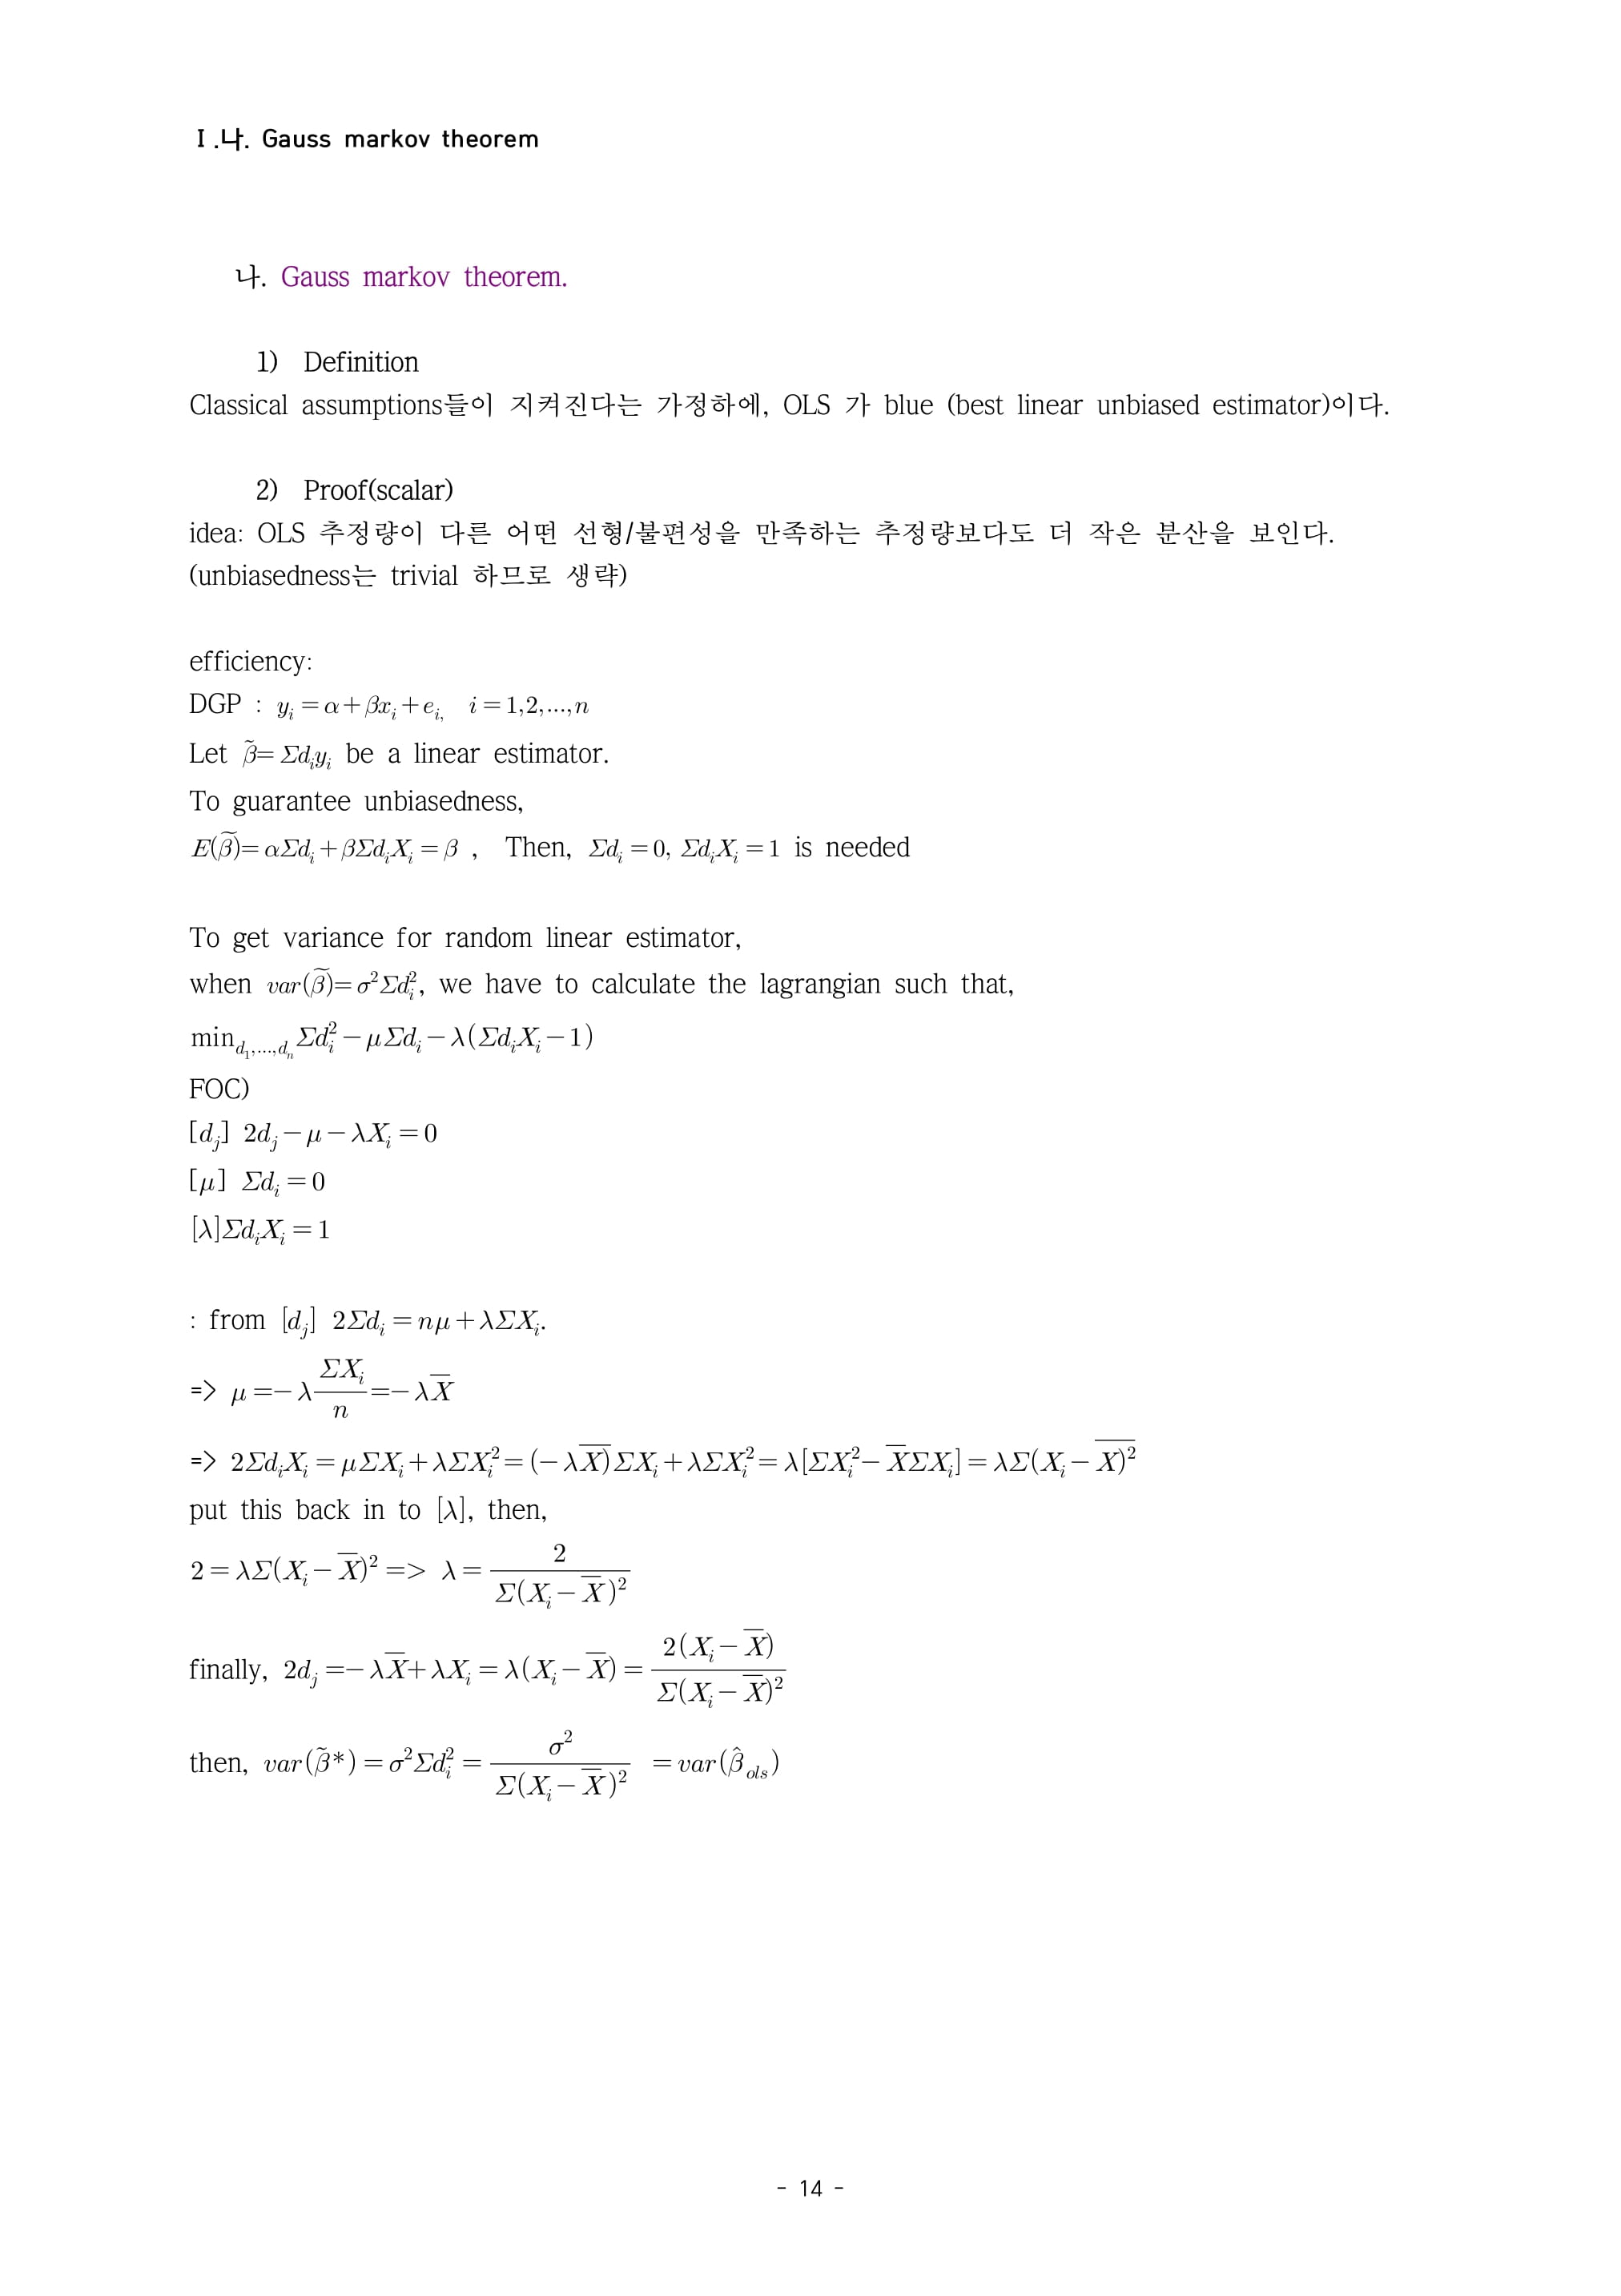 Ⅰ.나. Gauss markov theorem
나. Gauss markov theorem.
1) Definition
Classical assumptions들이 지켜진다는 가정하에, OLS 가 blue (best linear unbiased estimator)이다.
2) Proof(scalar)
idea: OLS 추정량이 다른 어떤 선형/불편성을 만족하는 추정량보다도 더 작은 분산을 보인다.
(unbiasedness는 trivial 하므로 생략)
efficiency:
DGP : $y_i = \alpha + \beta x_i + e_{i,}\quad i = 1,2,...,n$
Let $\tilde{\beta} = \Sigma d_i y_i$ be a linear estimator.
To guarantee unbiasedness,
$E(\widetilde{\beta}) = \alpha\Sigma d_i + \beta\Sigma d_i X_i = \beta$ , Then, $\Sigma d_i = 0, \Sigma d_i X_i = 1$ is needed
To get variance for random linear estimator,
when $var(\widetilde{\beta}) = \sigma^2 \Sigma d_i^2$, we have to calculate the lagrangian such that,
$\min_{d_1,...,d_n} \Sigma d_i^2 - \mu\Sigma d_i - \lambda(\Sigma d_i X_i - 1)$
FOC)
$[d_j]\ 2d_j - \mu - \lambda X_i = 0$
$[\mu]\ \Sigma d_i = 0$
$[\lambda] \Sigma d_i X_i = 1$
: from $[d_j]\ 2\Sigma d_i = n\mu + \lambda\Sigma X_i.$
=> $\mu = -\lambda \frac{\Sigma X_i}{n} = -\lambda \overline{X}$
=> $2\Sigma d_i X_i = \mu\Sigma X_i + \lambda\Sigma X_i^2 = (-\lambda\overline{X})\Sigma X_i + \lambda\Sigma X_i^2 = \lambda[\Sigma X_i^2 - \overline{X}\Sigma X_i] = \lambda\Sigma(X_i - \overline{X)^2}$
put this back in to $[\lambda]$, then,
$2 = \lambda\Sigma(X_i - \overline{X})^2 => \lambda = \frac{2}{\Sigma(X_i - \overline{X})^2}$
finally, $2d_j = -\lambda\overline{X} + \lambda X_i = \lambda(X_i - \overline{X}) = \frac{2(X_i - \overline{X})}{\Sigma(X_i - \overline{X})^2}$
then, $var(\tilde{\beta}*) = \sigma^2 \Sigma d_i^2 = \frac{\sigma^2}{\Sigma(X_i - \overline{X})^2} = var(\hat{\beta}_{ols})$
- 14 -